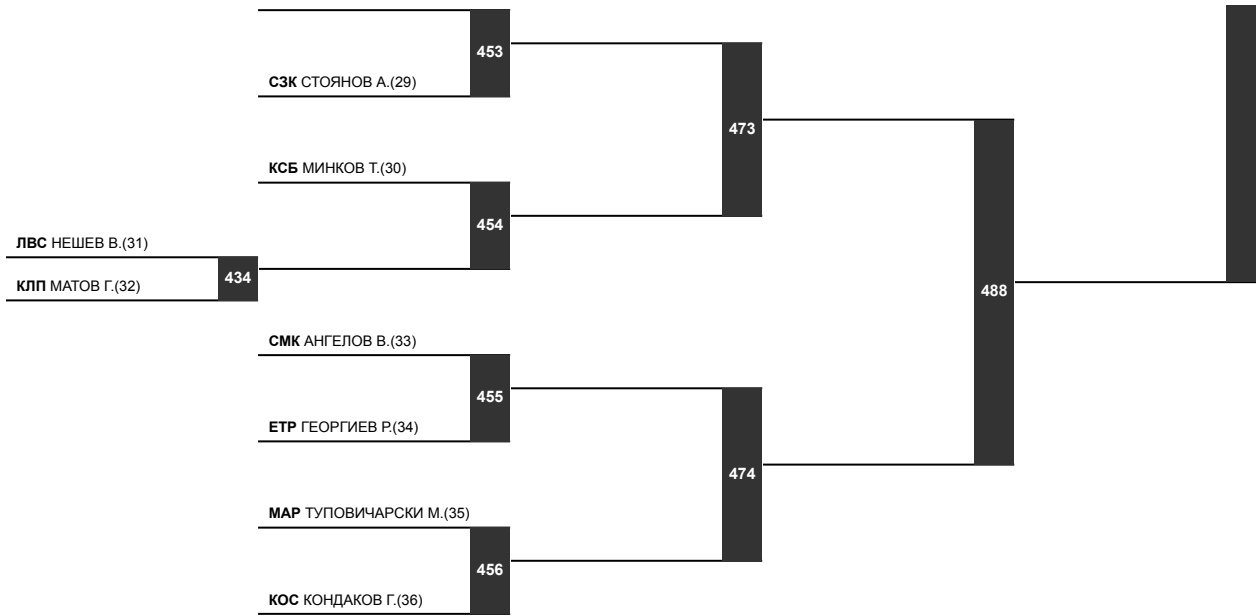 453
СЗК СТОЯНОВ А.(29)
473
КСБ МИНКОВ Т.(30)
454
ЛВС НЕШЕВ В.(31)
434
КЛП МАТОВ Г.(32)
488
СМК АНГЕЛОВ В.(33)
455
ЕТР ГЕОРГИЕВ Р.(34)
474
МАР ТУПОВИЧАРСКИ М.(35)
456
КОС КОНДАКОВ Г.(36)